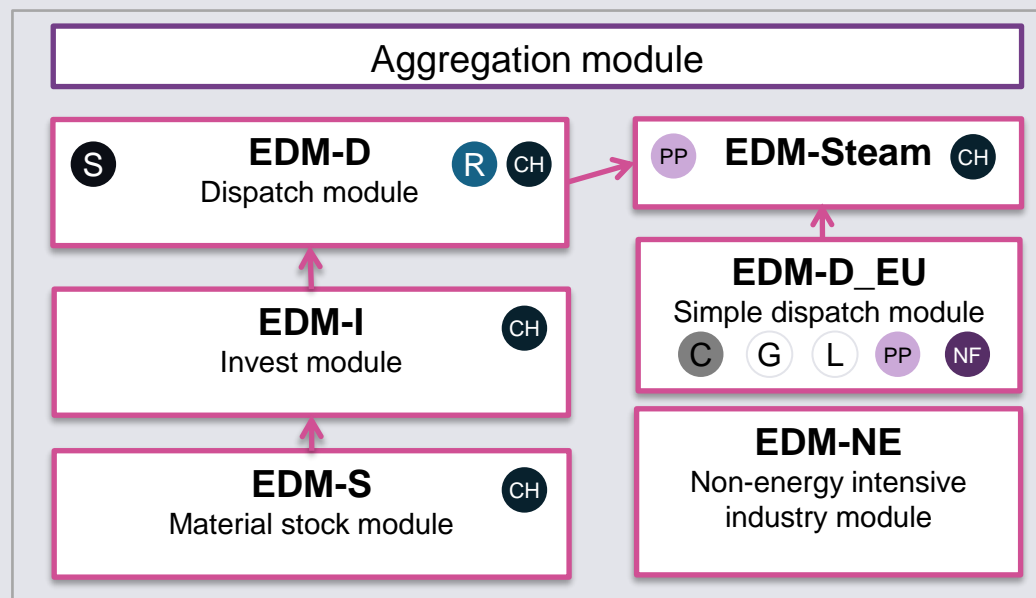 Aggregation module
S
EDM-D
R
CH
Dispatch module
PP
EDM-Steam
CH
EDM-I
CH
Invest module
EDM-D_EU
Simple dispatch module
C
G
L
PP
NF
EDM-S
CH
Material stock module
EDM-NE
Non-energy intensive
industry module